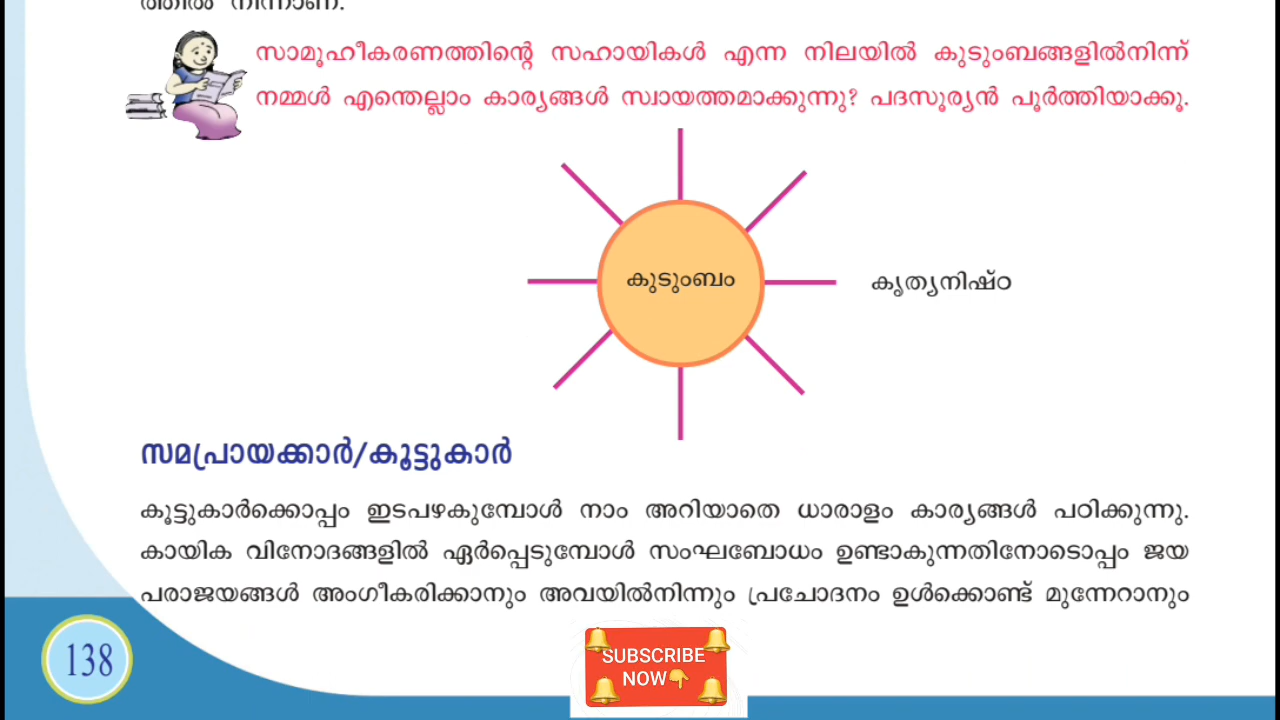 ത്തിൽ നിന്നാണ്.
സാമൂഹീകരണത്തിന്റെ സഹായികൾ എന്ന നിലയിൽ കുടുംബങ്ങളിൽനിന്ന്
നമ്മൾ എന്തെല്ലാം കാര്യങ്ങൾ സ്വായത്തമാക്കുന്നു? പദസൂര്യൻ പൂർത്തിയാക്കൂ.
കുടുംബം
കൃത്യനിഷ്ഠ
സമപ്രായക്കാർ/കൂട്ടുകാർ
കൂട്ടുകാർക്കൊപ്പം ഇടപഴകുമ്പോൾ നാം അറിയാതെ ധാരാളം കാര്യങ്ങൾ പഠിക്കുന്നു.
കായിക വിനോദങ്ങളിൽ ഏർപ്പെടുമ്പോൾ സംഘബോധം ഉണ്ടാകുന്നതിനോടൊപ്പം ജയ
പരാജയങ്ങൾ അംഗീകരിക്കാനും അവയിൽനിന്നും പ്രചോദനം ഉൾക്കൊണ്ട് മുന്നേറാനും
138
SUBSCRIBE
NOW